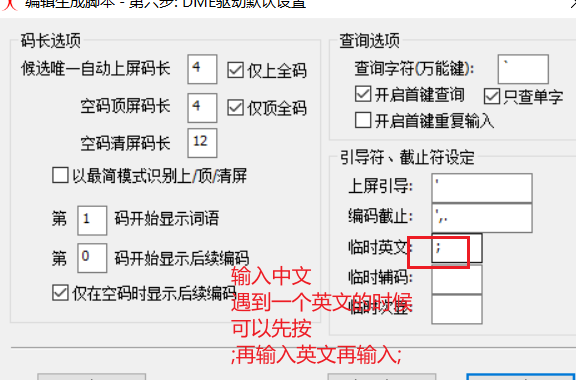 编辑生成脚本 - 第六步: DME驱动默认设置
码长选项
候选唯一自动上屏码长 4 仅上全码
空码顶屏码长 4 仅顶全码
空码清屏码长 12
以最简模式识别上/顶/清屏
第 1 码开始显示词语
第 0 码开始显示后续编码
仅在空码时显示后续编码
查询选项
查询字符(万能键): `
开启首键查询 只查单字
开启首键重复输入
引导符、截止符设定
上屏引导: '
编码截止: ',.
临时英文: ;
临时辅码:
临时次显:
输入中文
遇到一个英文的时候
可以先按
;再输入英文再输入;